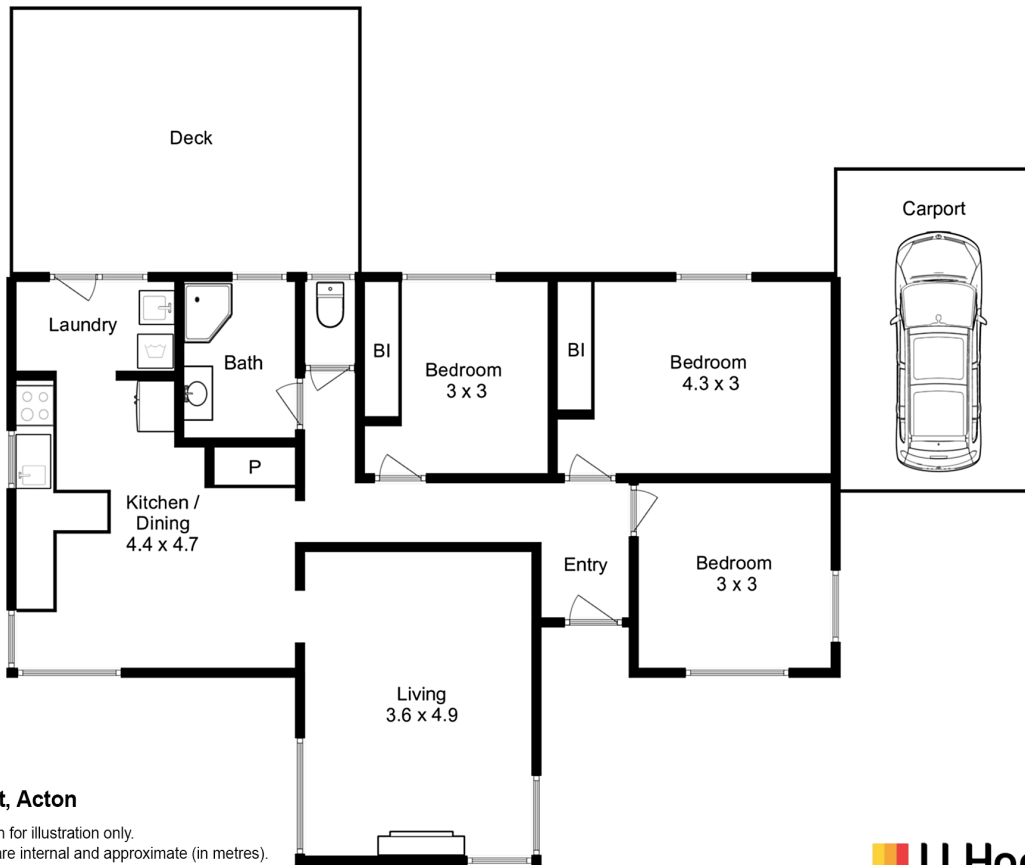 Deck
Carport
Laundry
Bath
BI
Bedroom
3 x 3
BI
Bedroom
4.3 x 3
P
Kitchen /
Dining
4.4 x 4.7
Entry
Bedroom
3 x 3
Living
3.6 x 4.9
Acton
for illustration only.
are internal and approximate (in metres).